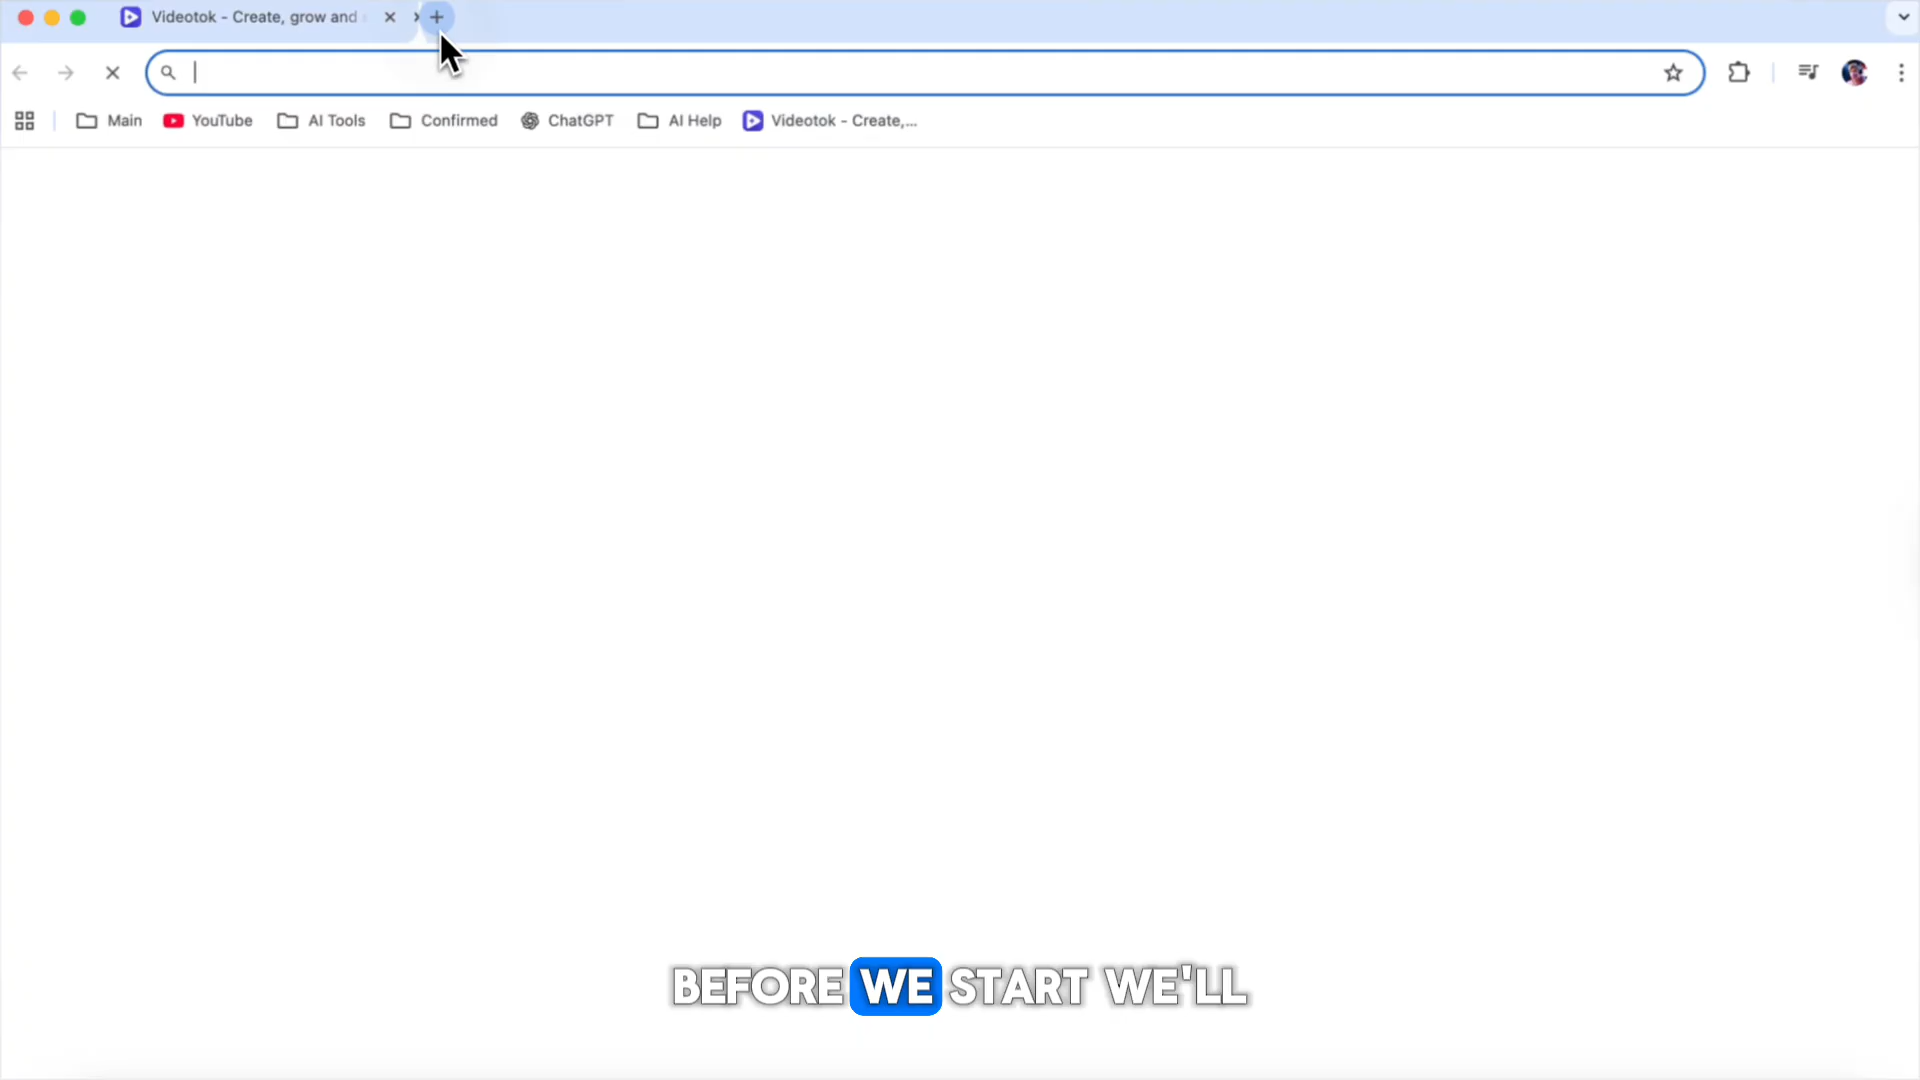 Videotok - Create, grow and
Main
YouTube
AI Tools
Confirmed
ChatGPT
AI Help
Videotok - Create,...
BEFORE WE START WE'LL